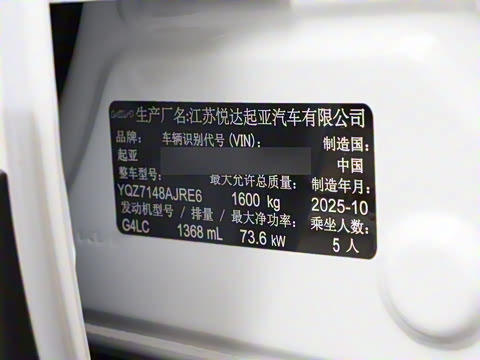 生产厂名:江苏悦达起亚汽车有限公司
品牌: 车辆识别代号(VIN): 制造国:
起亚 中国
整车型号: 最大允许总质量: 制造年月:
YQZ7148AJRE6 1600 kg 2025-10
发动机型号 / 排量 / 最大净功率: 乘坐人数:
G4LC 1368 mL 73.6 kW 5 人